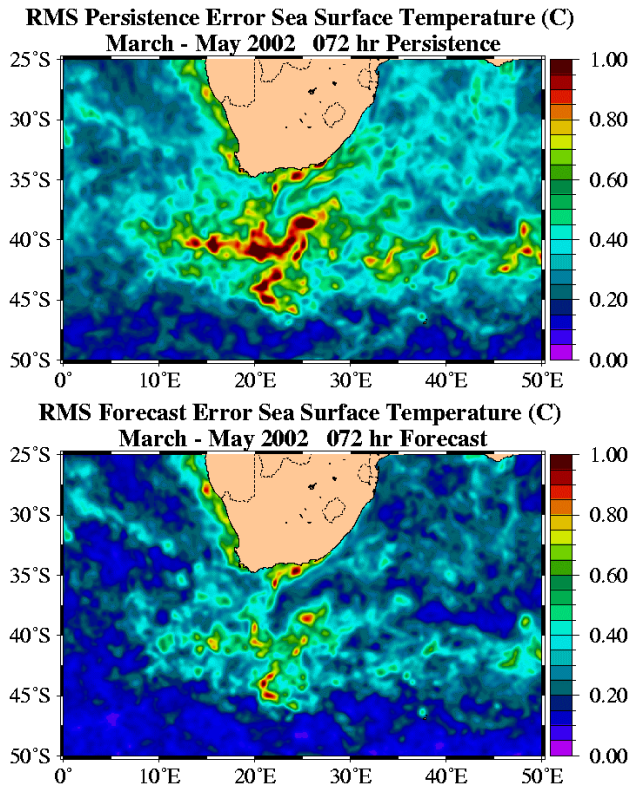 RMS Persistence Error Sea Surface Temperature (C)
March - May 2002 072 hr Persistence
25°S
30°S
35°S
40°S
45°S
50°S
0°
10°E
20°E
30°E
40°E
50°E
1.00
0.80
0.60
0.40
0.20
0.00
RMS Forecast Error Sea Surface Temperature (C)
March - May 2002 072 hr Forecast
25°S
30°S
35°S
40°S
45°S
50°S
0°
10°E
20°E
30°E
40°E
50°E
1.00
0.80
0.60
0.40
0.20
0.00